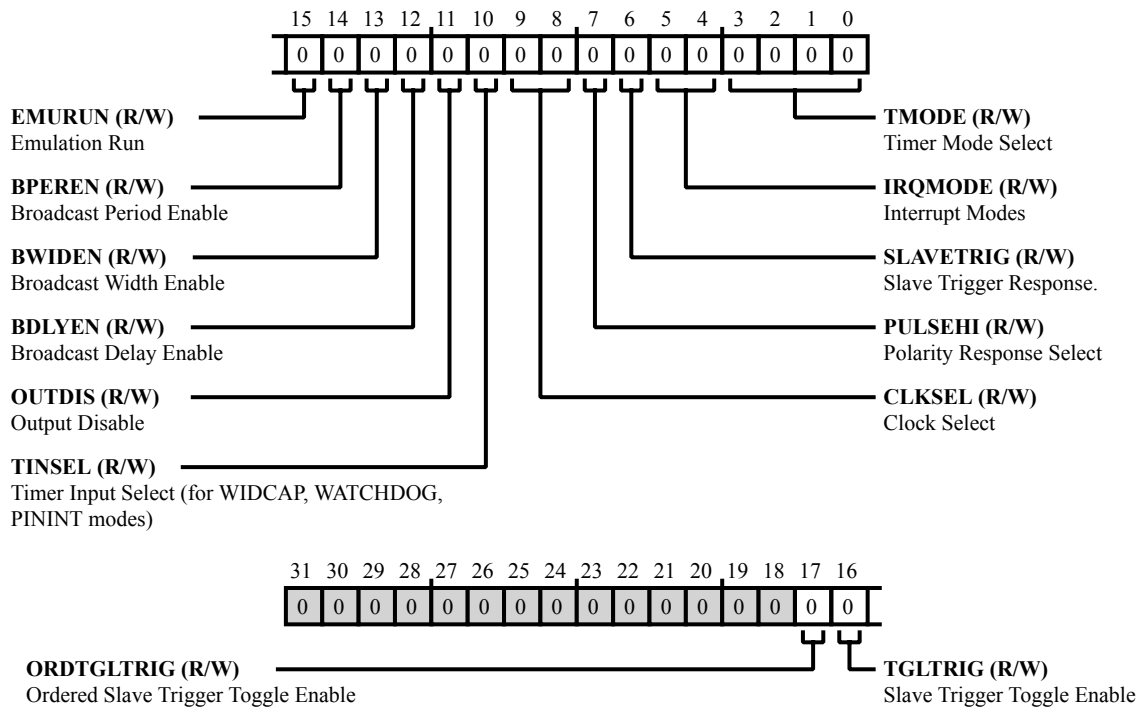 15 14 13 12 11 10 9 8 7 6 5 4 3 2 1 0
0 0 0 0 0 0 0 0 0 0 0 0 0 0 0 0
EMURUN (R/W)
Emulation Run
BPEREN (R/W)
Broadcast Period Enable
BWIDEN (R/W)
Broadcast Width Enable
BDLYEN (R/W)
Broadcast Delay Enable
OUTDIS (R/W)
Output Disable
TINSEL (R/W)
Timer Input Select (for WIDCAP, WATCHDOG,
PININT modes)
TMODE (R/W)
Timer Mode Select
IRQMODE (R/W)
Interrupt Modes
SLAVETRIG (R/W)
Slave Trigger Response.
PULSEHI (R/W)
Polarity Response Select
CLKSEL (R/W)
Clock Select
31 30 29 28 27 26 25 24 23 22 21 20 19 18 17 16
0 0 0 0 0 0 0 0 0 0 0 0 0 0 0 0
ORDTGLTRIG (R/W)
Ordered Slave Trigger Toggle Enable
TGLTRIG (R/W)
Slave Trigger Toggle Enable